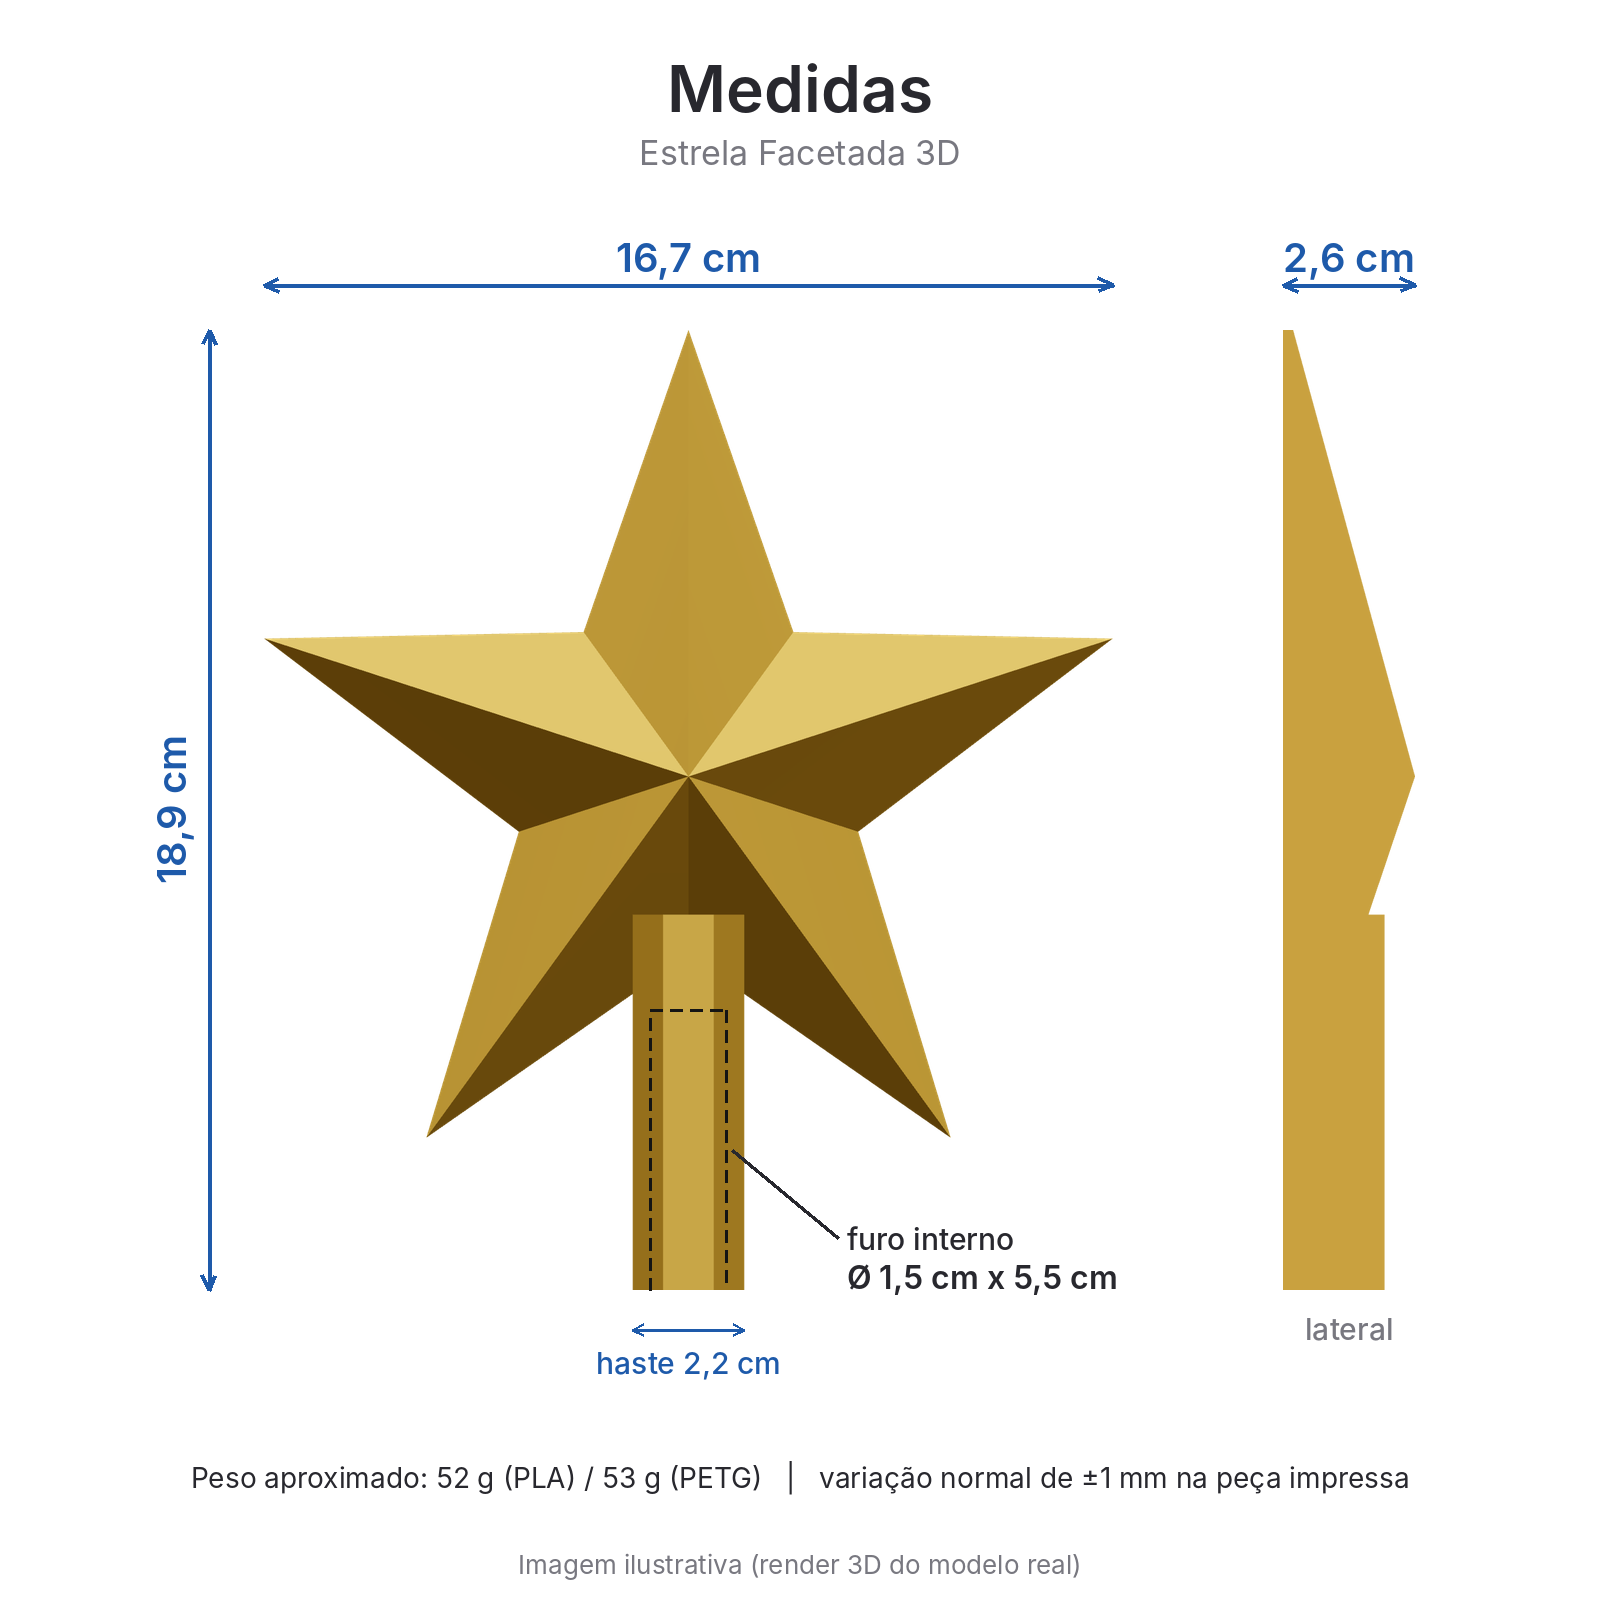 Medidas
Estrela Facetada 3D
16,7 cm
2,6 cm
18,9 cm
furo interno
Ø 1,5 cm x 5,5 cm
lateral
haste 2,2 cm
Peso aproximado: 52 g (PLA) / 53 g (PETG) | variação normal de ±1 mm na peça impressa
Imagem ilustrativa (render 3D do modelo real)